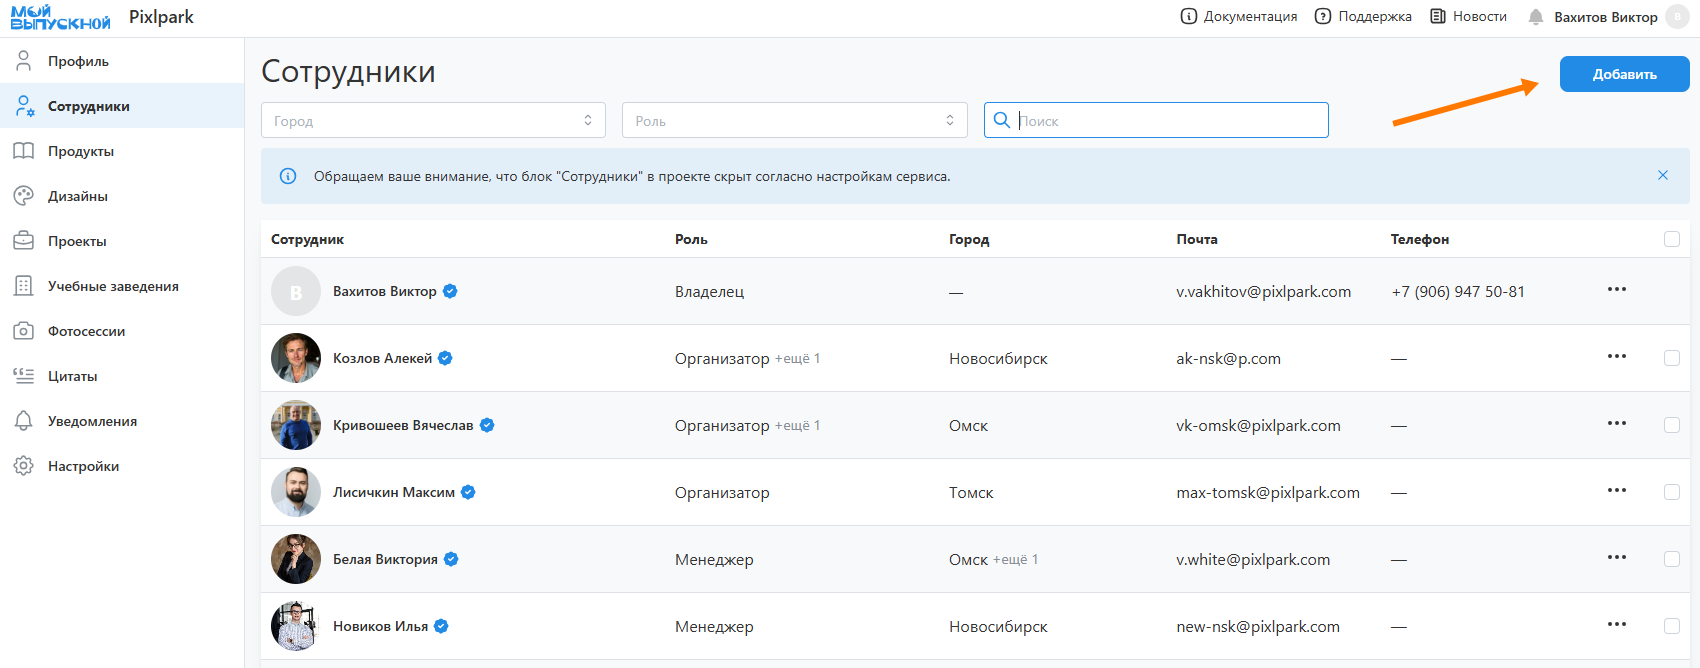 МОЙ ВЫПУСКНОЙ Pixlpark Документация Поддержка Новости Вахитов Виктор в
Профиль
Сотрудники
Продукты
Дизайны
Проекты
Учебные заведения
Фотосессии
Цитаты
Уведомления
Настройки
Сотрудники
Добавить
Город Роль Поиск
Обращаем ваше внимание, что блок "Сотрудники" в проекте скрыт согласно настройкам сервиса.
Сотрудник Роль Город Почта Телефон
В Вахитов Виктор Владелец — v.vakhitov@pixlpark.com +7 (906) 947 50-81
Козлов Алекей Организатор +ещё 1 Новосибирск ak-nsk@p.com —
Кривошеев Вячеслав Организатор +ещё 1 Омск vk-omsk@pixlpark.com —
Лисичкин Максим Организатор Томск max-tomsk@pixlpark.com —
Белая Виктория Менеджер Омск +ещё 1 v.white@pixlpark.com —
Новиков Илья Менеджер Новосибирск new-nsk@pixlpark.com —